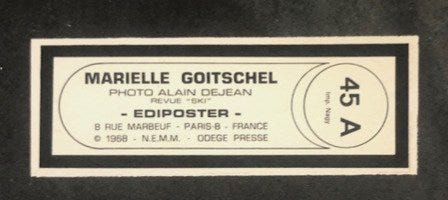 MARIELLE GOITSCHEL
PHOTO ALAIN DEJEAN
REVUE "SKI"
- EDIPOSTER -
8 RUE MARBEUF - PARIS-8 - FRANCE
© 1968 - N.E.M.M. - ODEGE PRESSE
45 A
Imp. Nagy